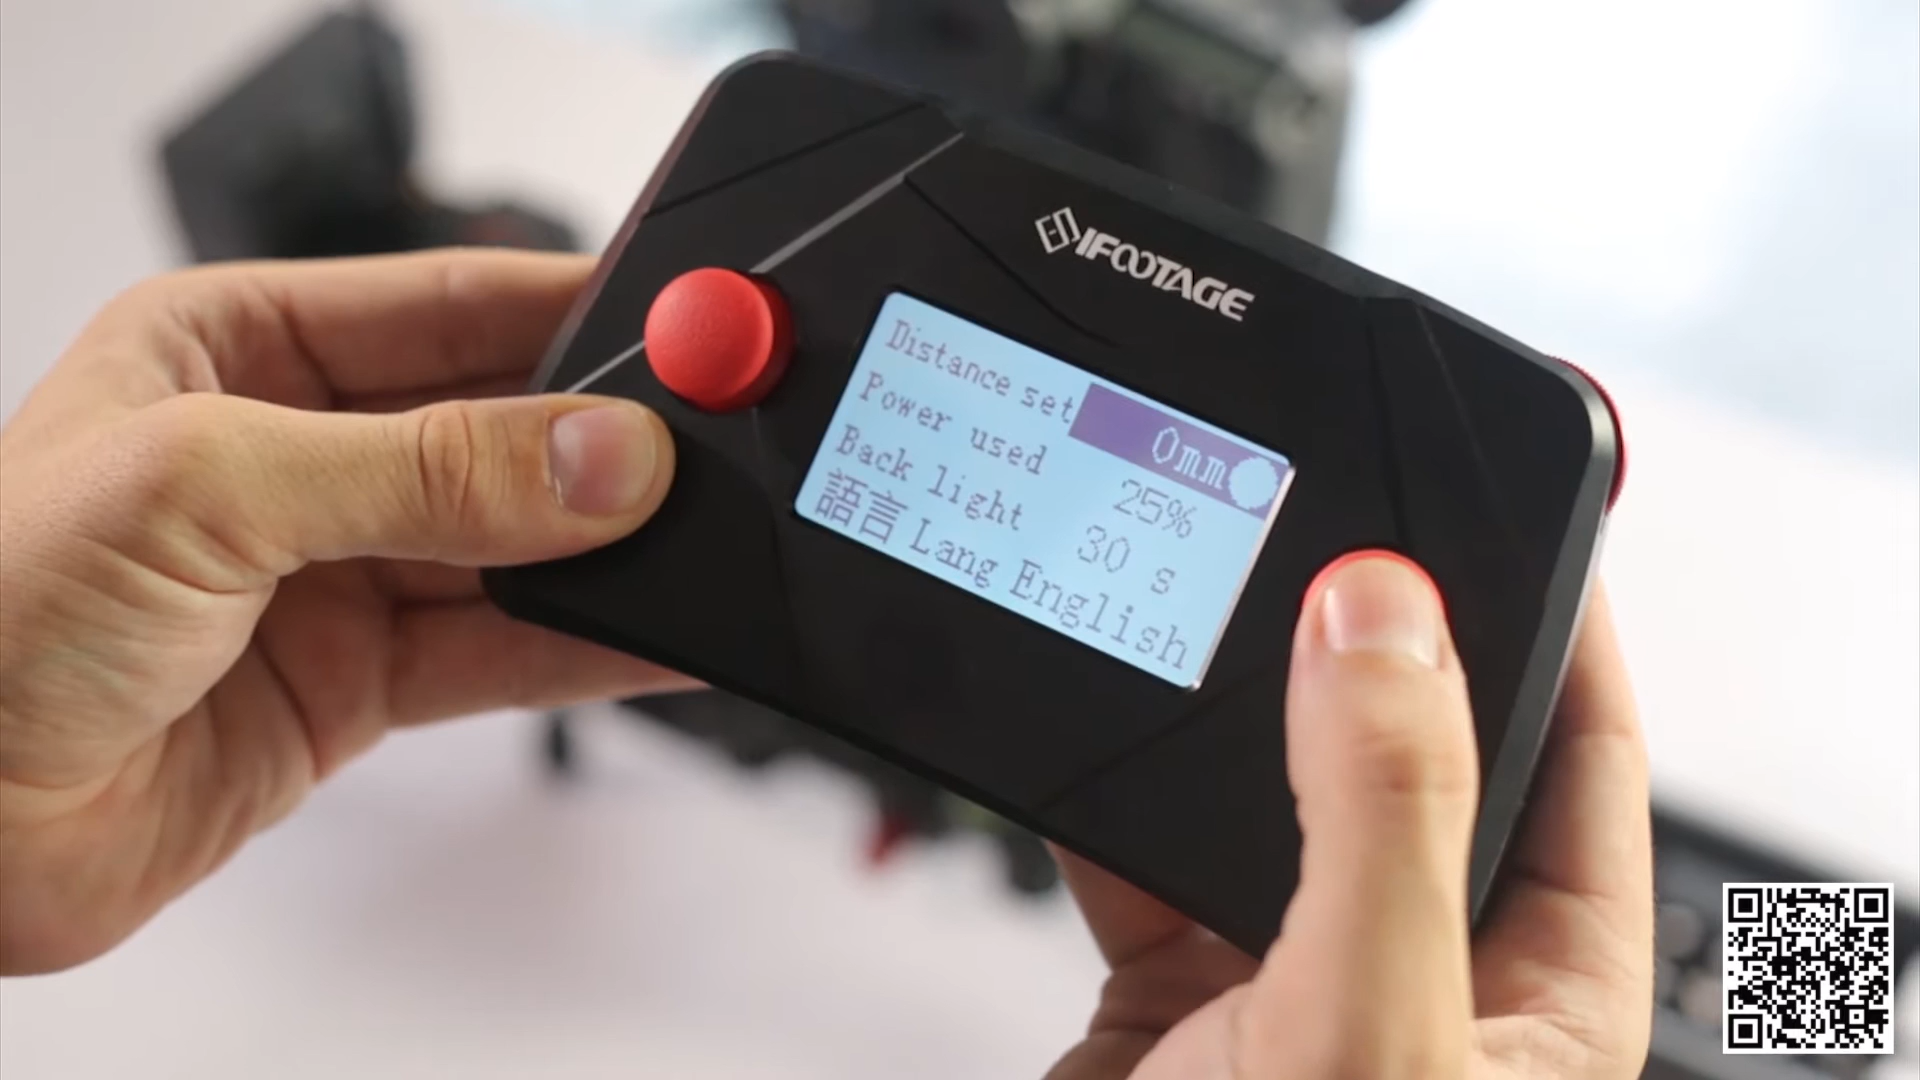 IFOOTAGE
Distance set 0mm
Power used 25%
Back light 30 s
語言 Lang English